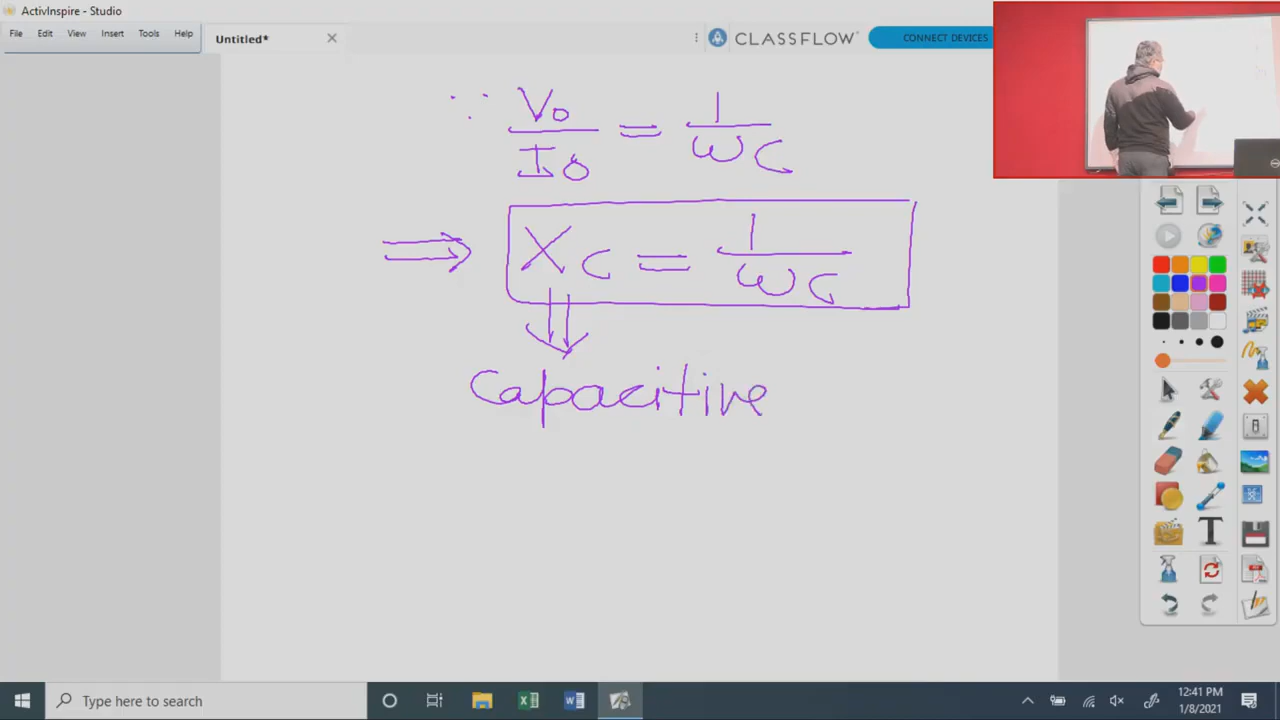 ActivInspire - Studio
File Edit View Insert Tools Help
Untitled*
CLASSFLOW
CONNECT DEVICES
∵ V₀/I₀ = 1/ωC
⇒ X_C = 1/ωC
Capacitive
Type here to search
12:41 PM
1/8/2021